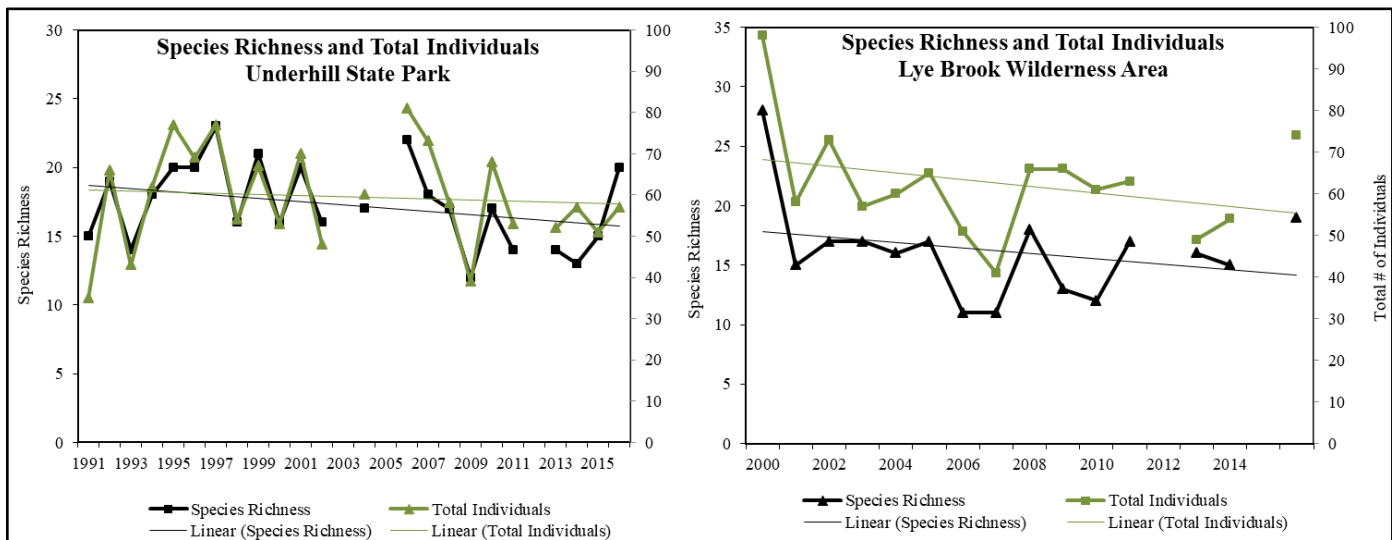 Species Richness and Total Individuals
Underhill State Park
30
25
20
15
10
5
0
Species Richness
100
90
80
70
60
50
40
30
20
10
0
1991 1993 1995 1997 1999 2001 2003 2005 2007 2009 2011 2013 2015
Species Richness Total Individuals
Linear (Species Richness) Linear (Total Individuals)
Species Richness and Total Individuals
Lye Brook Wilderness Area
35
30
25
20
15
10
5
0
Species Richness
100
90
80
70
60
50
40
30
20
10
0
Total # of Individuals
2000 2002 2004 2006 2008 2010 2012 2014
Species Richness Total Individuals
Linear (Species Richness) Linear (Total Individuals)